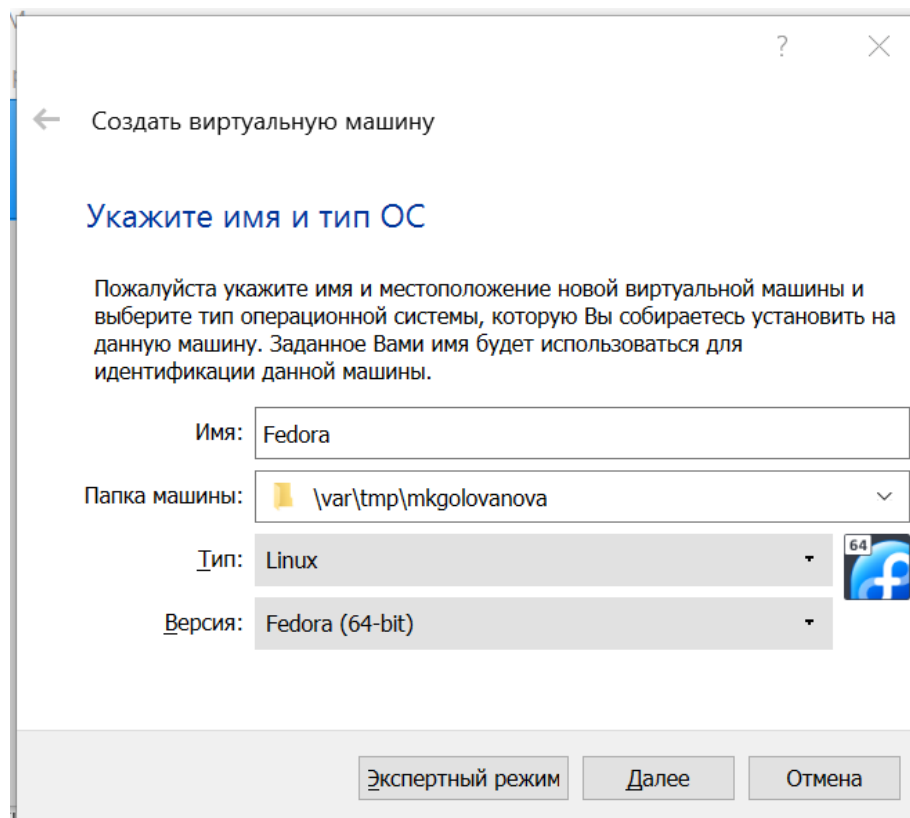 Создать виртуальную машину
Укажите имя и тип ОС
Пожалуйста укажите имя и местоположение новой виртуальной машины и
выберите тип операционной системы, которую Вы собираетесь установить на
данную машину. Заданное Вами имя будет использоваться для
идентификации данной машины.
Имя: Fedora
Папка машины: \var\tmp\mkgolovanova
Тип: Linux
64
Версия: Fedora (64-bit)
Экспертный режим Далее Отмена